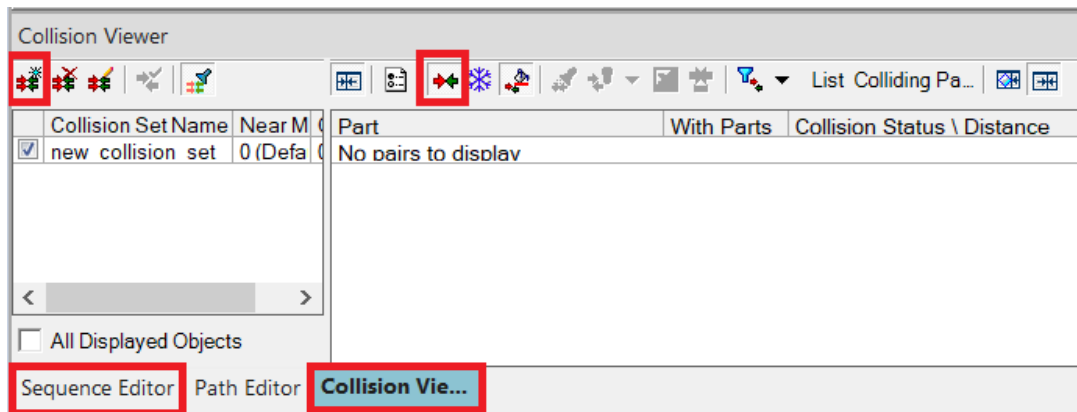 Collision Viewer
List Colliding Pa...
Collision Set Name Near M Part With Parts Collision Status \ Distance
new_collision_set 0 (Defa No pairs to display
All Displayed Objects
Sequence Editor Path Editor Collision Vie...